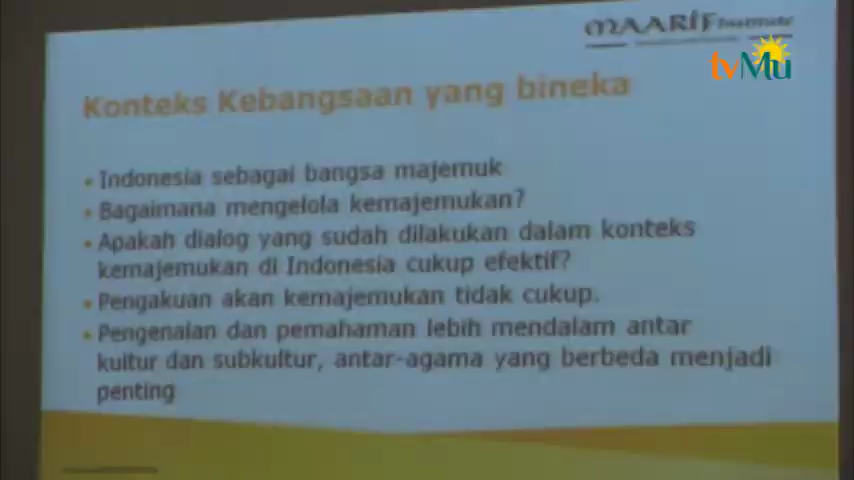 MAARIF Institute
tvMu
Konteks Kebangsaan yang bineka
• Indonesia sebagai bangsa majemuk
• Bagaimana mengelola kemajemukan?
• Apakah dialog yang sudah dilakukan dalam konteks
kemajemukan di Indonesia cukup efektif?
• Pengakuan akan kemajemukan tidak cukup.
• Pengenalan dan pemahaman lebih mendalam antar
kultur dan subkultur, antar-agama yang berbeda menjadi
penting